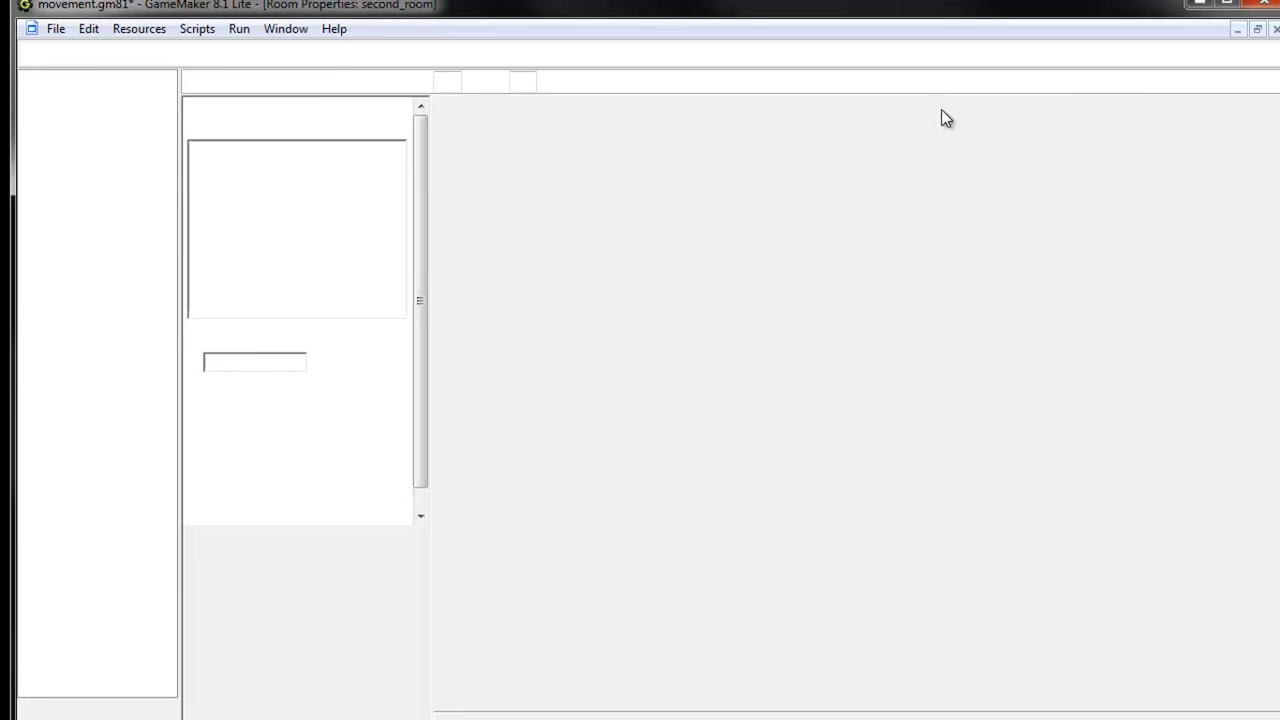 movement.gm81* - GameMaker 8.1 Lite - [Room Properties: second_room]
File Edit Resources Scripts Run Window Help